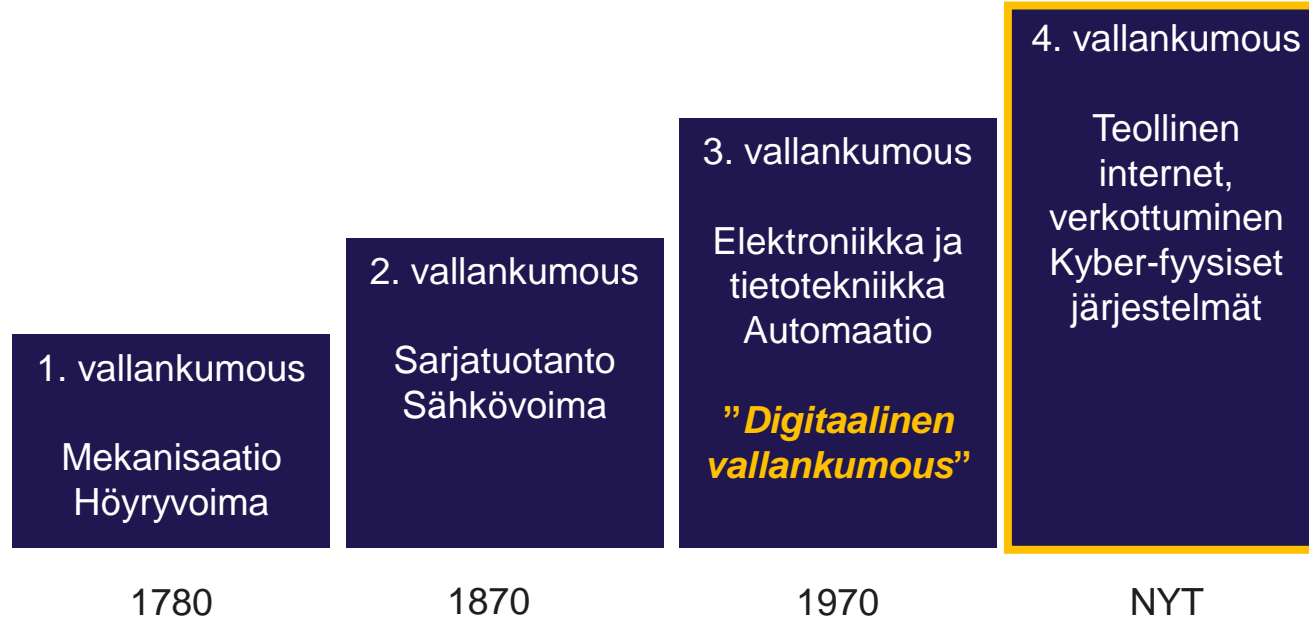 1. vallankumous
Mekanisaatio
Höyryvoima
1780
2. vallankumous
Sarjatuotanto
Sähkövoima
1870
3. vallankumous
Elektroniikka ja
tietotekniikka
Automaatio
”Digitaalinen
vallankumous”
1970
4. vallankumous
Teollinen
internet,
verkottuminen
Kyber-fyysiset
järjestelmät
NYT